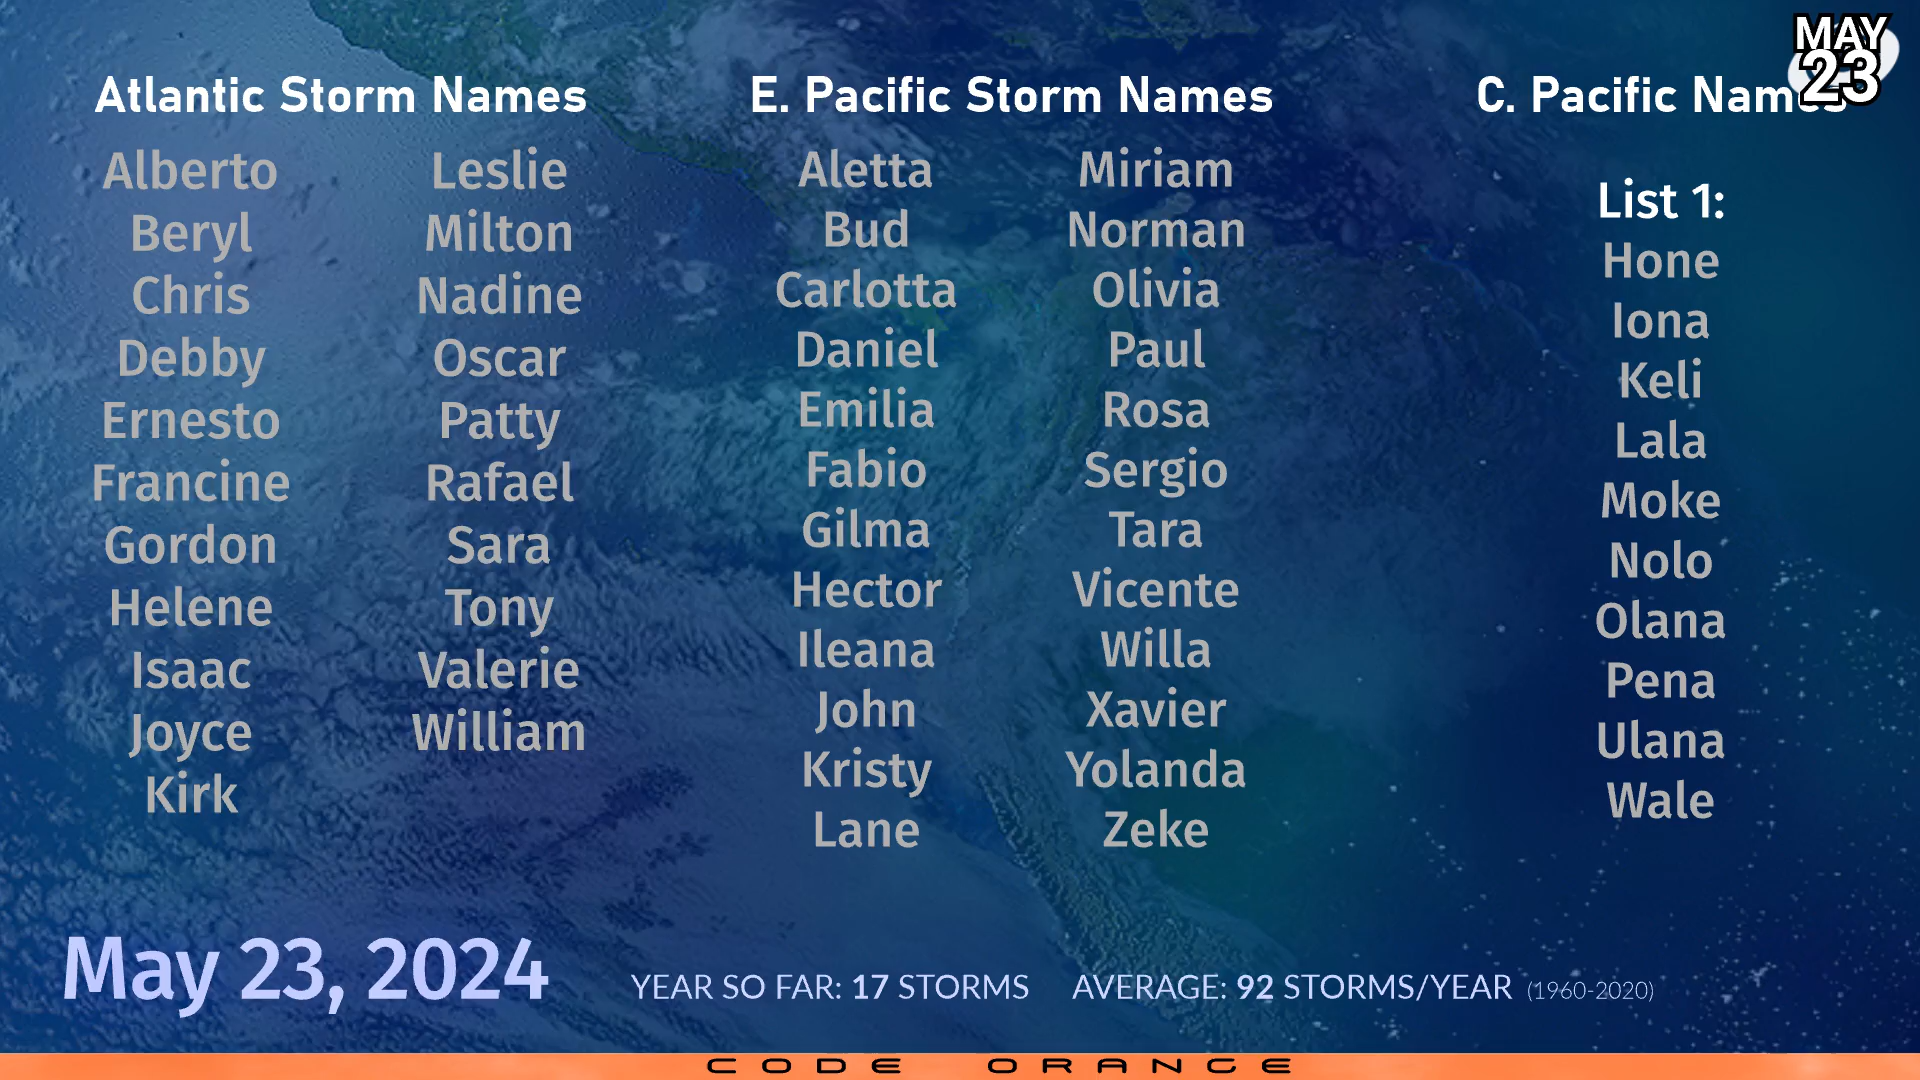 MAY
23
Atlantic Storm Names
Alberto
Beryl
Chris
Debby
Ernesto
Francine
Gordon
Helene
Isaac
Joyce
Kirk
Leslie
Milton
Nadine
Oscar
Patty
Rafael
Sara
Tony
Valerie
William
E. Pacific Storm Names
Aletta
Bud
Carlotta
Daniel
Emilia
Fabio
Gilma
Hector
Ileana
John
Kristy
Lane
Miriam
Norman
Olivia
Paul
Rosa
Sergio
Tara
Vicente
Willa
Xavier
Yolanda
Zeke
C. Pacific Names
List 1:
Hone
Iona
Keli
Lala
Moke
Nolo
Olana
Pena
Ulana
Wale
May 23, 2024
YEAR SO FAR: 17 STORMS AVERAGE: 92 STORMS/YEAR (1960-2020)
CODE ORANGE